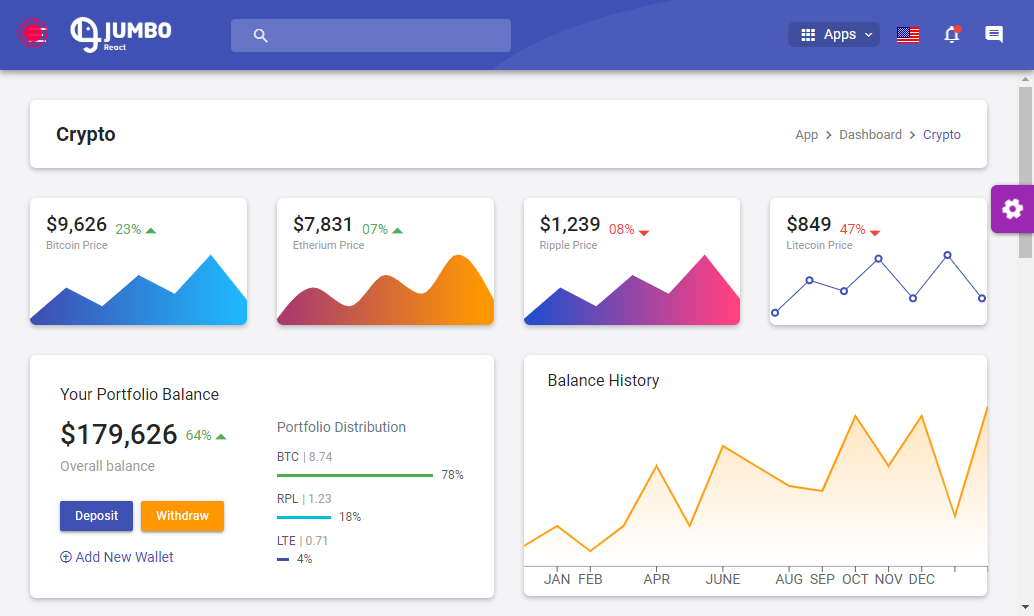 JUMBO
React
Apps
Crypto
App > Dashboard > Crypto
$9,626 23%
Bitcoin Price
$7,831 07%
Etherium Price
$1,239 08%
Ripple Price
$849 47%
Litecoin Price
Your Portfolio Balance
$179,626 64%
Overall balance
Deposit Withdraw
Add New Wallet
Portfolio Distribution
BTC | 8.74
78%
RPL | 1.23
18%
LTE | 0.71
4%
Balance History
JAN FEB APR JUNE AUG SEP OCT NOV DEC